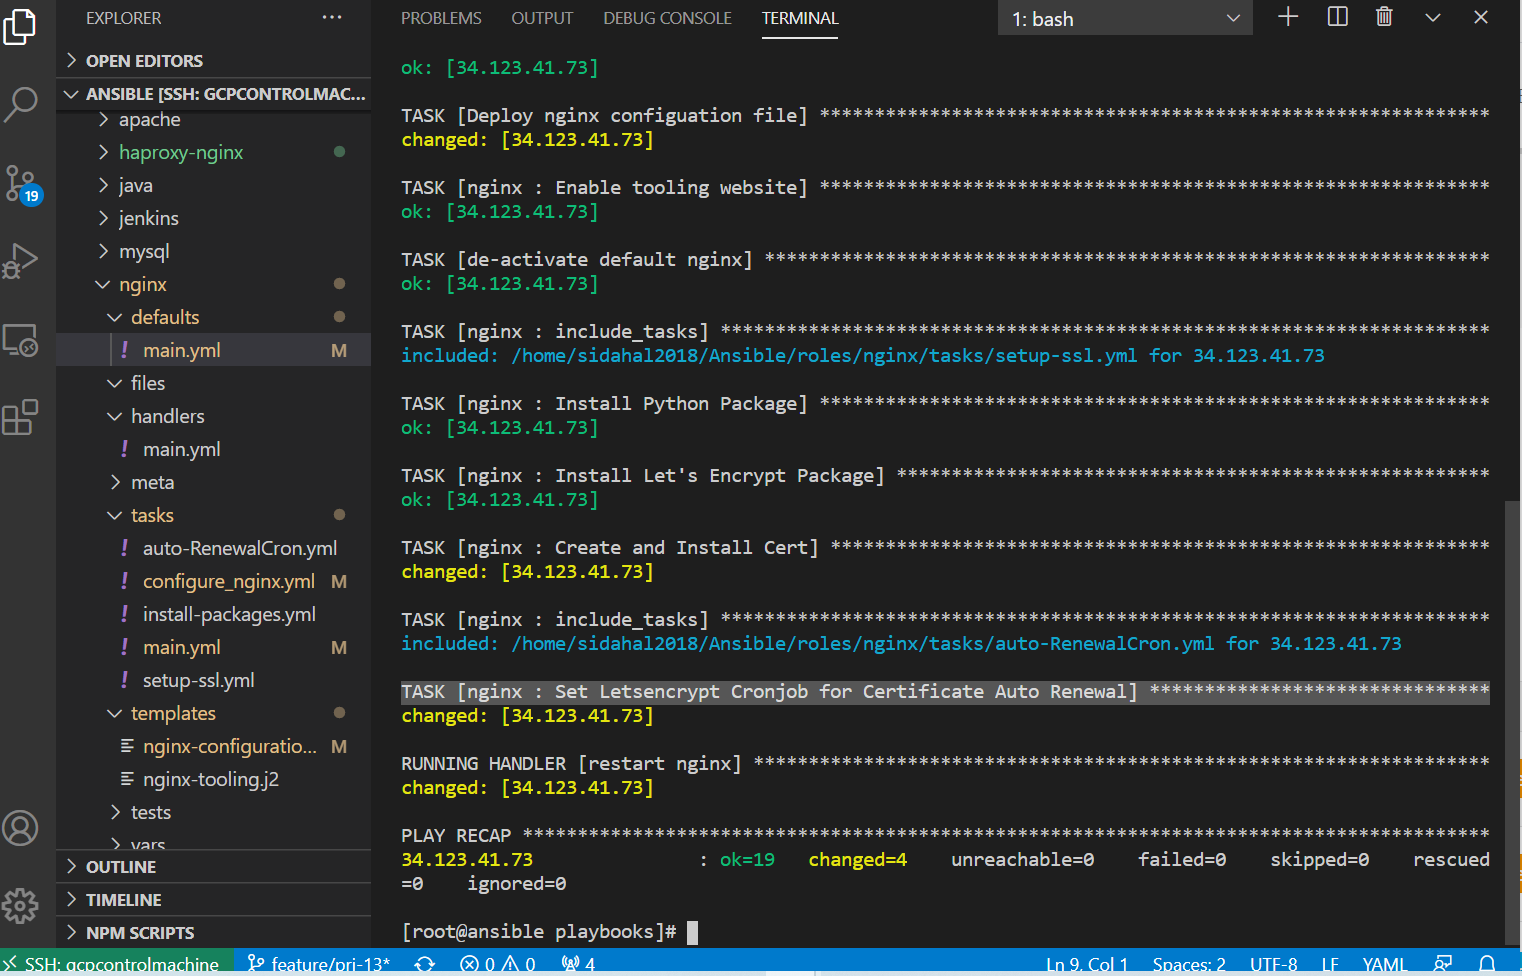 EXPLORER
···
OPEN EDITORS
ANSIBLE [SSH: GCPCONTROLMAC...
apache
haproxy-nginx
java
jenkins
mysql
nginx
defaults
! main.yml M
files
handlers
! main.yml
meta
tasks
! auto-RenewalCron.yml
! configure_nginx.yml M
! install-packages.yml
! main.yml M
! setup-ssl.yml
templates
nginx-configuratio... M
nginx-tooling.j2
tests
vars
OUTLINE
TIMELINE
NPM SCRIPTS
19
PROBLEMS OUTPUT DEBUG CONSOLE TERMINAL 1: bash
ok: [34.123.41.73]
TASK [Deploy nginx configuation file] *************************************************************
changed: [34.123.41.73]
TASK [nginx : Enable tooling website] *************************************************************
ok: [34.123.41.73]
TASK [de-activate default nginx] ******************************************************************
ok: [34.123.41.73]
TASK [nginx : include_tasks] **********************************************************************
included: /home/sidahal2018/Ansible/roles/nginx/tasks/setup-ssl.yml for 34.123.41.73
TASK [nginx : Install Python Package] *************************************************************
ok: [34.123.41.73]
TASK [nginx : Install Let's Encrypt Package] ******************************************************
ok: [34.123.41.73]
TASK [nginx : Create and Install Cert] ************************************************************
changed: [34.123.41.73]
TASK [nginx : include_tasks] **********************************************************************
included: /home/sidahal2018/Ansible/roles/nginx/tasks/auto-RenewalCron.yml for 34.123.41.73
TASK [nginx : Set Letsencrypt Cronjob for Certificate Auto Renewal] *******************************
changed: [34.123.41.73]
RUNNING HANDLER [restart nginx] *******************************************************************
changed: [34.123.41.73]
PLAY RECAP ****************************************************************************************
34.123.41.73 : ok=19 changed=4 unreachable=0 failed=0 skipped=0 rescued
=0 ignored=0
[root@ansible playbooks]#
SSH: gcpcontrolmachine feature/prj-13* 0 0 4 Ln 9, Col 1 Spaces: 2 UTF-8 LF YAML